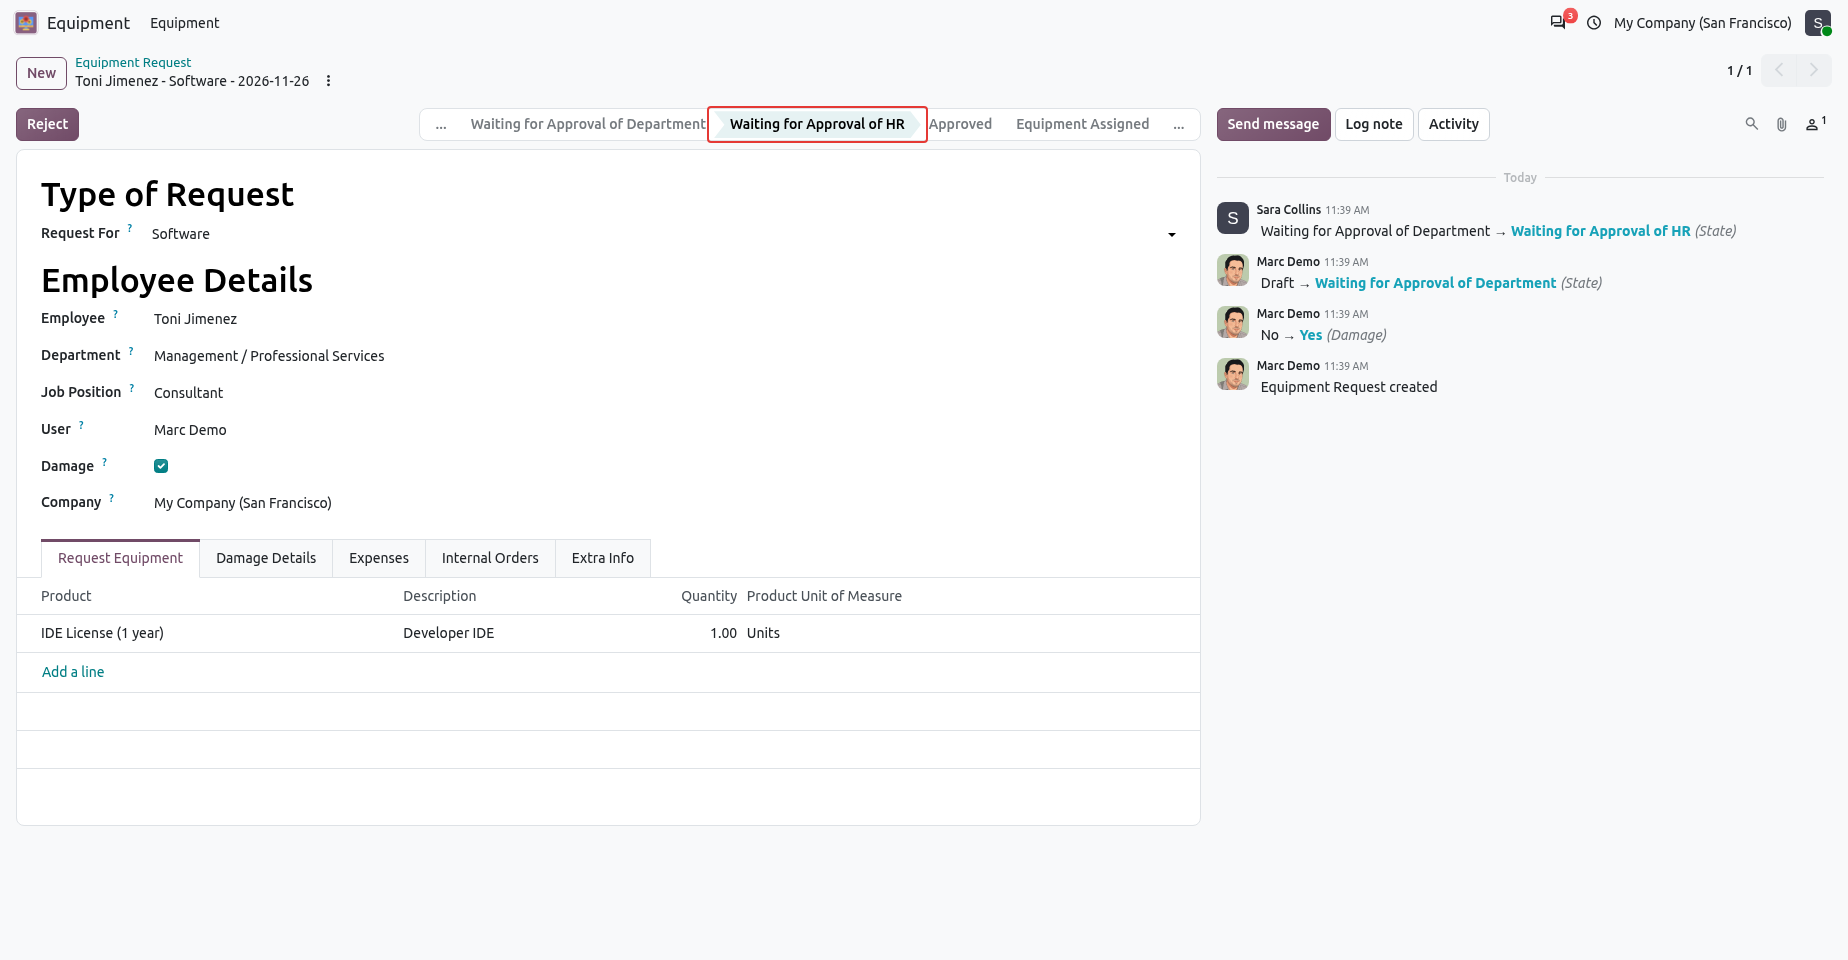 Equipment
Equipment
3
My Company (San Francisco)
S
New
Equipment Request
Toni Jimenez - Software - 2026-11-26
1 / 1
Reject
...
Waiting for Approval of Department
Waiting for Approval of HR
Approved
Equipment Assigned
...
Send message
Log note
Activity
1
Type of Request
Request For ?
Software
Employee Details
Employee ?
Toni Jimenez
Department ?
Management / Professional Services
Job Position ?
Consultant
User ?
Marc Demo
Damage ?
Company ?
My Company (San Francisco)
Request Equipment
Damage Details
Expenses
Internal Orders
Extra Info
Product
Description
Quantity
Product Unit of Measure
IDE License (1 year)
Developer IDE
1.00
Units
Add a line
Today
S
Sara Collins 11:39 AM
Waiting for Approval of Department → Waiting for Approval of HR (State)
Marc Demo 11:39 AM
Draft → Waiting for Approval of Department (State)
Marc Demo 11:39 AM
No → Yes (Damage)
Marc Demo 11:39 AM
Equipment Request created